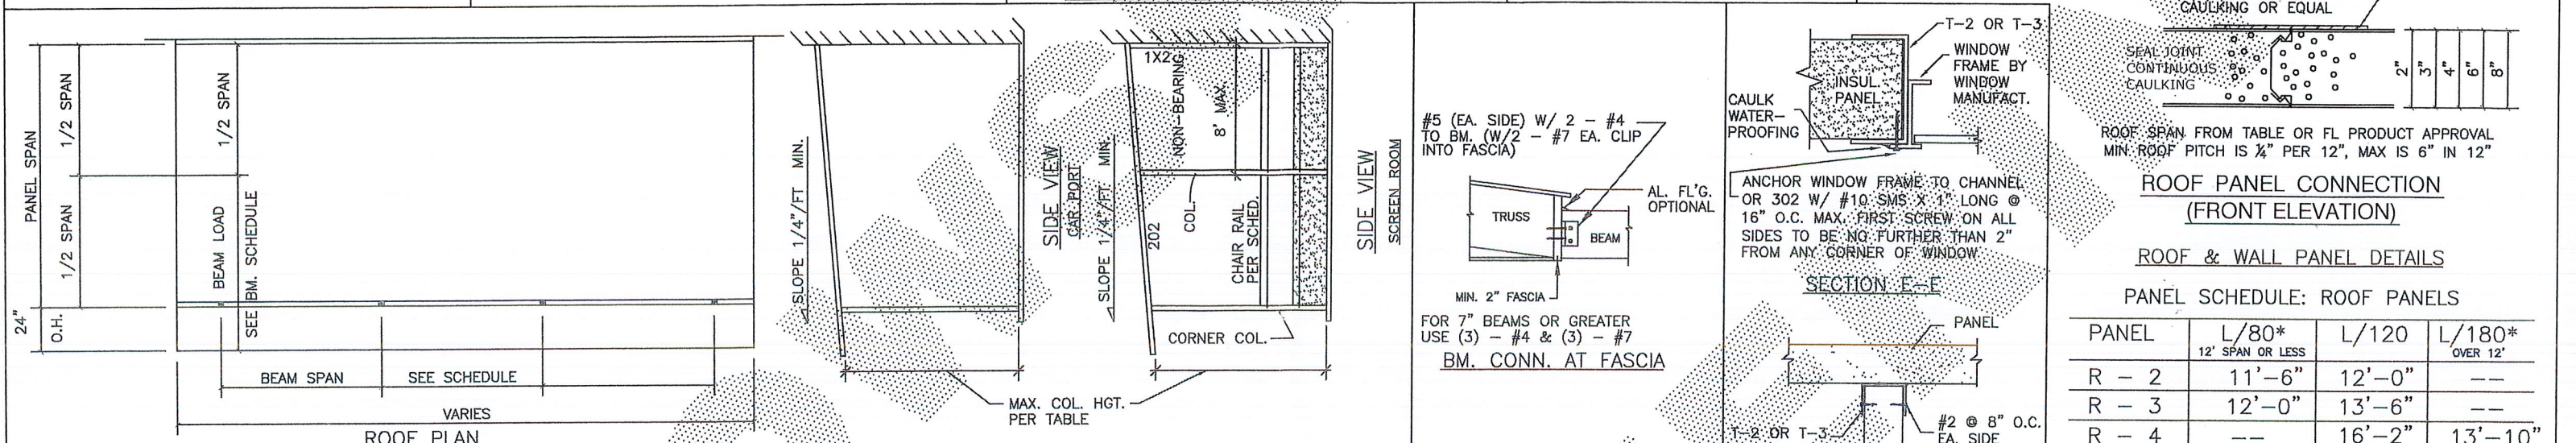 PANEL SPAN
1/2 SPAN
1/2 SPAN
24"
O.H.
1/2 SPAN
BEAM LOAD
SEE BM. SCHEDULE
BEAM SPAN
SEE SCHEDULE
VARIES
ROOF PLAN
SLOPE 1/4"/FT MIN.
SIDE VIEW
CAR PORT
MAX. COL. HGT.
PER TABLE
SLOPE 1/4"/FT MIN.
1X2
NON-BEARING
8' MAX.
202
COL.
CHAIR RAIL
PER SCHED.
CORNER COL.
SIDE VIEW
SCREEN ROOM
#5 (EA. SIDE) W/ 2 - #4
TO BM. (W/2 - #7 EA. CLIP
INTO FASCIA)
TRUSS
AL. FL'G.
OPTIONAL
BEAM
MIN. 2" FASCIA
FOR 7" BEAMS OR GREATER
USE (3) - #4 & (3) - #7
BM. CONN. AT FASCIA
T-2 OR T-3
WINDOW
FRAME BY
WINDOW
MANUFACT.
INSUL.
PANEL
CAULK
WATER-
PROOFING
ANCHOR WINDOW FRAME TO CHANNEL
OR 302 W/ #10 SMS X 1" LONG @
16" O.C. MAX. FIRST SCREW ON ALL
SIDES TO BE NO FURTHER THAN 2"
FROM ANY CORNER OF WINDOW
SECTION E-E
PANEL
T-2 OR T-3
#2 @ 8" O.C.
EA. SIDE
CAULKING OR EQUAL
SEAL JOINT
CONTINUOUS
CAULKING
2"
3"
4"
6"
8"
ROOF SPAN FROM TABLE OR FL PRODUCT APPROVAL
MIN ROOF PITCH IS ¼" PER 12", MAX IS 6" IN 12"
ROOF PANEL CONNECTION
(FRONT ELEVATION)
ROOF & WALL PANEL DETAILS
PANEL SCHEDULE: ROOF PANELS
PANEL L/80* L/120 L/180*
12' SPAN OR LESS OVER 12'
R - 2 11'-6" 12'-0" --
R - 3 12'-0" 13'-6" --
R - 4 -- 16'-2" 13'-10"